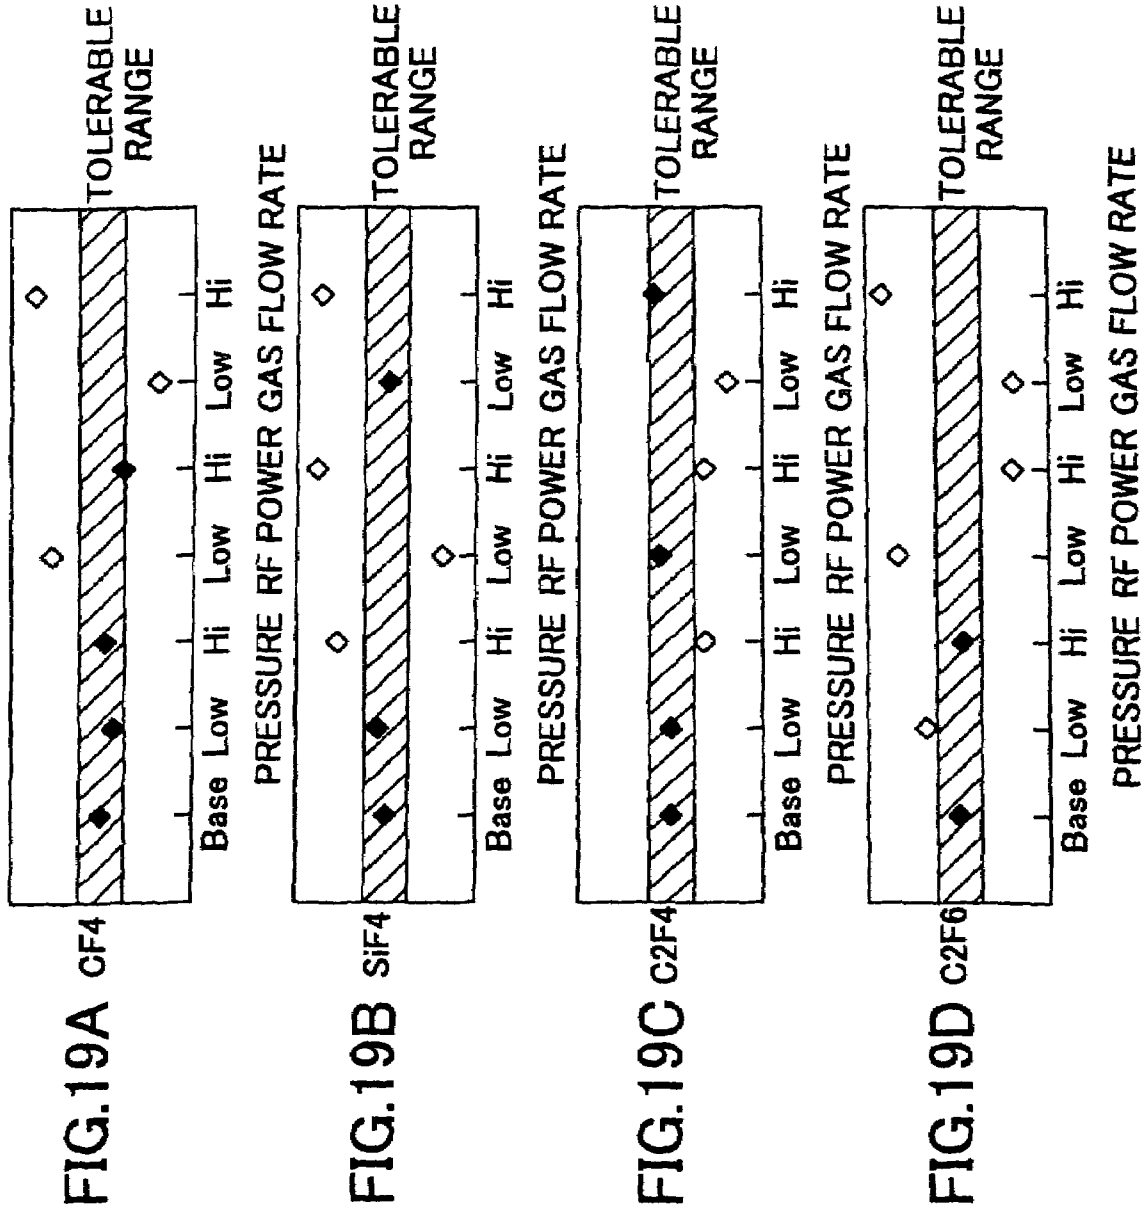 FIG.19A CF4
TOLERABLE
RANGE
Base Low Hi Low Hi Low Hi
PRESSURE RF POWER GAS FLOW RATE
FIG.19B SiF4
TOLERABLE
RANGE
Base Low Hi Low Hi Low Hi
PRESSURE RF POWER GAS FLOW RATE
FIG.19C C2F4
TOLERABLE
RANGE
Base Low Hi Low Hi Low Hi
PRESSURE RF POWER GAS FLOW RATE
FIG.19D C2F6
TOLERABLE
RANGE
Base Low Hi Low Hi Low Hi
PRESSURE RF POWER GAS FLOW RATE